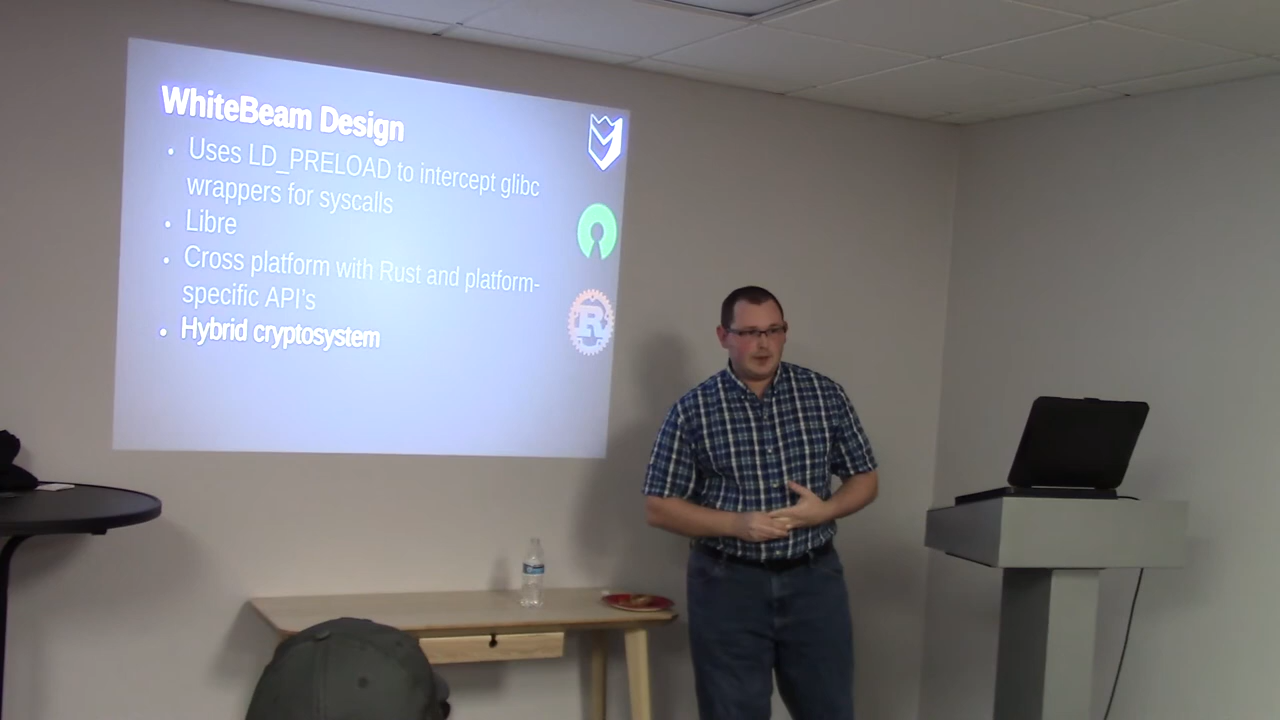 WhiteBeam Design
• Uses LD_PRELOAD to intercept glibc
wrappers for syscalls
• Libre
• Cross platform with Rust and platform-
specific API's
• Hybrid cryptosystem
R